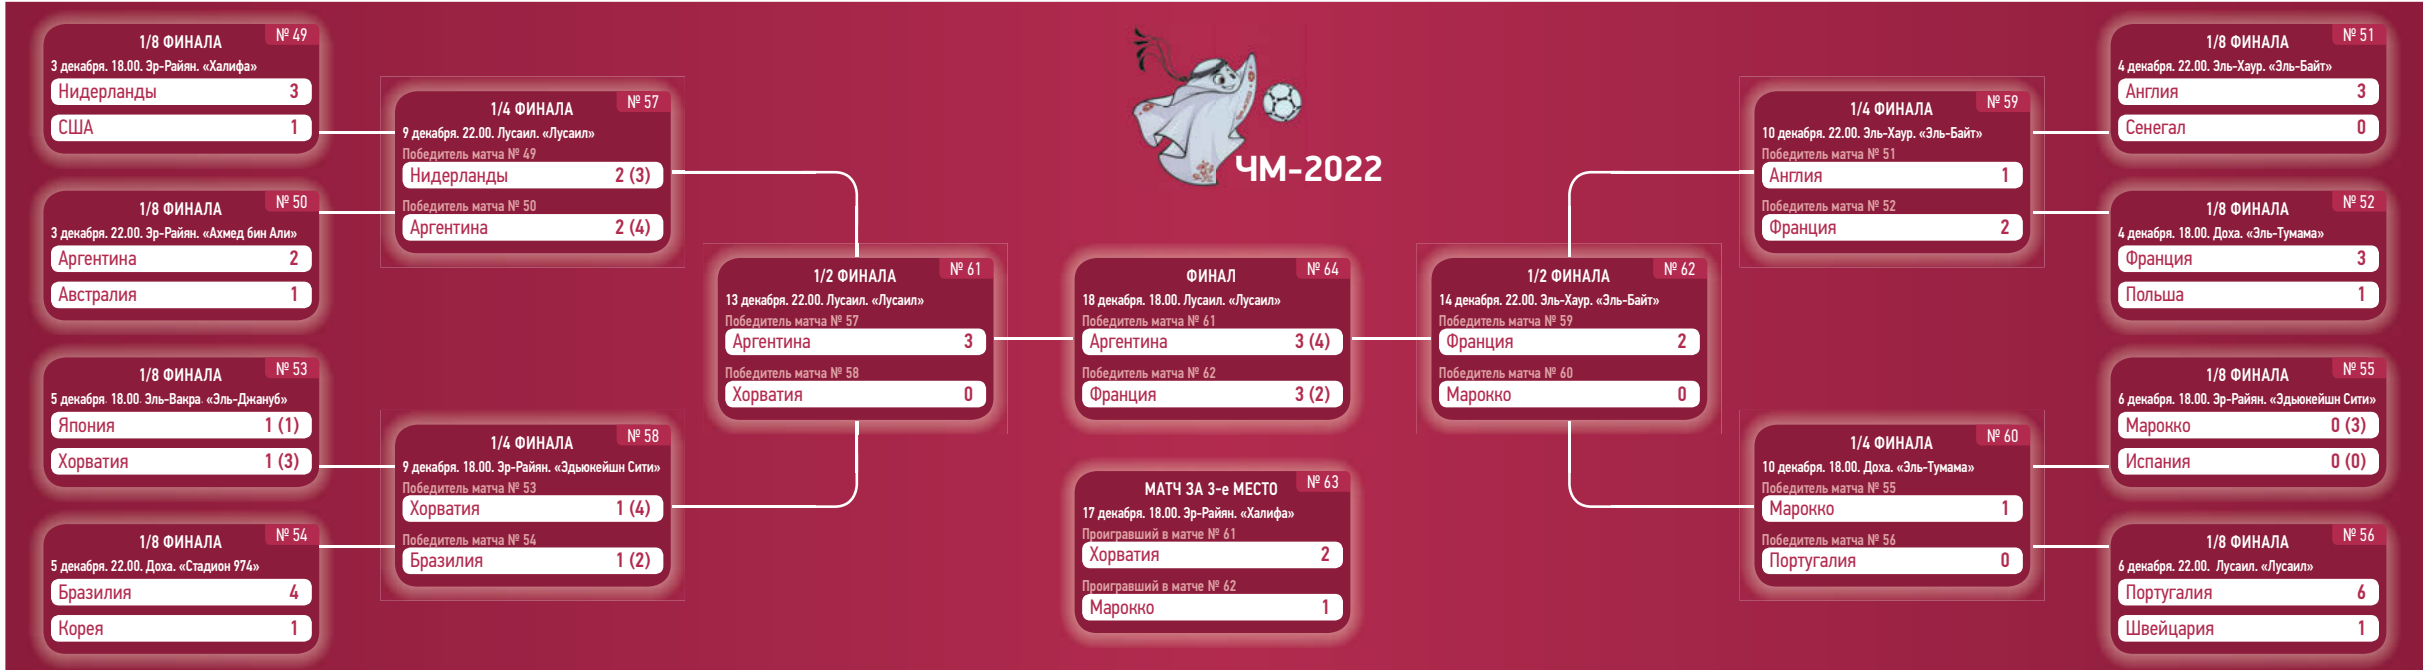 1/8 ФИНАЛА
№ 49
3 декабря. 18.00. Эр-Райян. «Халифа»
Нидерланды 3
США 1
1/8 ФИНАЛА
№ 50
3 декабря. 22.00. Эр-Райян. «Ахмед бин Али»
Аргентина 2
Австралия 1
1/8 ФИНАЛА
№ 53
5 декабря. 18.00. Эль-Вакра. «Эль-Джануб»
Япония 1 (1)
Хорватия 1 (3)
1/8 ФИНАЛА
№ 54
5 декабря. 22.00. Доха. «Стадион 974»
Бразилия 4
Корея 1
1/4 ФИНАЛА
№ 57
9 декабря. 22.00. Лусаил. «Лусаил»
Победитель матча № 49
Нидерланды 2 (3)
Победитель матча № 50
Аргентина 2 (4)
1/4 ФИНАЛА
№ 58
9 декабря. 18.00. Эр-Райян. «Эдьюкейшн Сити»
Победитель матча № 53
Хорватия 1 (4)
Победитель матча № 54
Бразилия 1 (2)
1/2 ФИНАЛА
№ 61
13 декабря. 22.00. Лусаил. «Лусаил»
Победитель матча № 57
Аргентина 3
Победитель матча № 58
Хорватия 0
ЧМ-2022
ФИНАЛ
№ 64
18 декабря. 18.00. Лусаил. «Лусаил»
Победитель матча № 61
Аргентина 3 (4)
Победитель матча № 62
Франция 3 (2)
МАТЧ ЗА 3-е МЕСТО
№ 63
17 декабря. 18.00. Эр-Райян. «Халифа»
Проигравший в матче № 61
Хорватия 2
Проигравший в матче № 62
Марокко 1
1/2 ФИНАЛА
№ 62
14 декабря. 22.00. Эль-Хаур. «Эль-Байт»
Победитель матча № 59
Франция 2
Победитель матча № 60
Марокко 0
1/4 ФИНАЛА
№ 59
10 декабря. 22.00. Эль-Хаур. «Эль-Байт»
Победитель матча № 51
Англия 1
Победитель матча № 52
Франция 2
1/4 ФИНАЛА
№ 60
10 декабря. 18.00. Доха. «Эль-Тумама»
Победитель матча № 55
Марокко 1
Победитель матча № 56
Португалия 0
1/8 ФИНАЛА
№ 51
4 декабря. 22.00. Эль-Хаур. «Эль-Байт»
Англия 3
Сенегал 0
1/8 ФИНАЛА
№ 52
4 декабря. 18.00. Доха. «Эль-Тумама»
Франция 3
Польша 1
1/8 ФИНАЛА
№ 55
6 декабря. 18.00. Эр-Райян. «Эдьюкейшн Сити»
Марокко 0 (3)
Испания 0 (0)
1/8 ФИНАЛА
№ 56
6 декабря. 22.00. Лусаил. «Лусаил»
Португалия 6
Швейцария 1